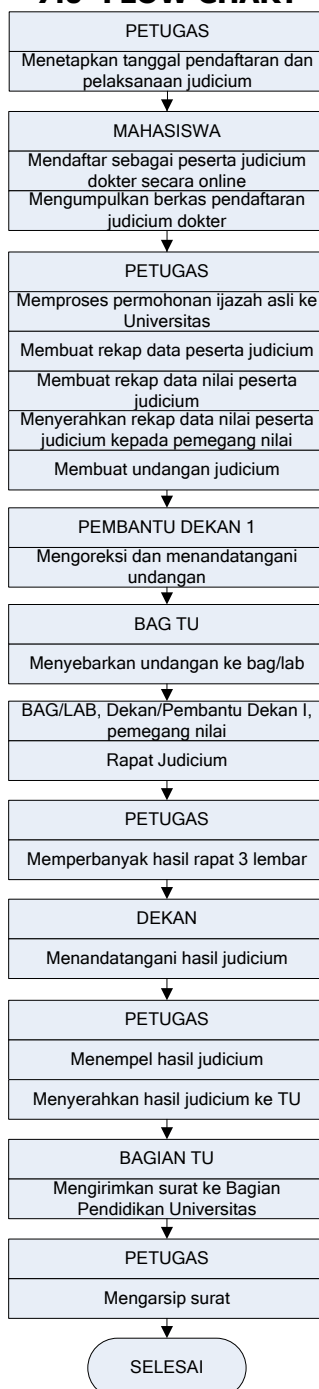 PETUGAS
Menetapkan tanggal pendaftaran dan
pelaksanaan judicium
MAHASISWA
Mendaftar sebagai peserta judicium
dokter secara online
Mengumpulkan berkas pendaftaran
judicium dokter
PETUGAS
Memproses permohonan ijazah asli ke
Universitas
Membuat rekap data peserta judicium
Membuat rekap data nilai peserta
judicium
Menyerahkan rekap data nilai peserta
judicium kepada pemegang nilai
Membuat undangan judicium
PEMBANTU DEKAN 1
Mengoreksi dan menandatangani
undangan
BAG TU
Menyebarkan undangan ke bag/lab
BAG/LAB, Dekan/Pembantu Dekan I,
pemegang nilai
Rapat Judicium
PETUGAS
Memperbanyak hasil rapat 3 lembar
DEKAN
Menandatangani hasil judicium
PETUGAS
Menempel hasil judicium
Menyerahkan hasil judicium ke TU
BAGIAN TU
Mengirimkan surat ke Bagian
Pendidikan Universitas
PETUGAS
Mengarsip surat
SELESAI